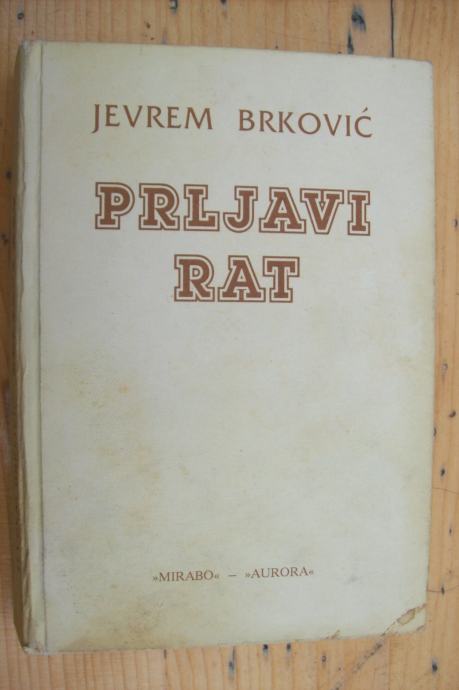 JEVREM BRKOVIĆ
PRLJAVI
RAT
»MIRABO« – »AURORA«